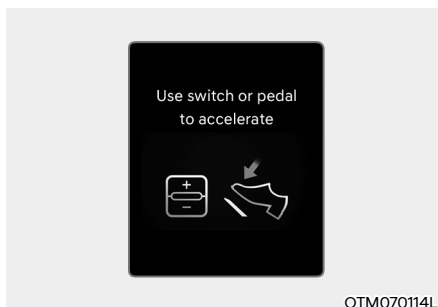 Use switch or pedal
to accelerate
+
−
OTM070114L